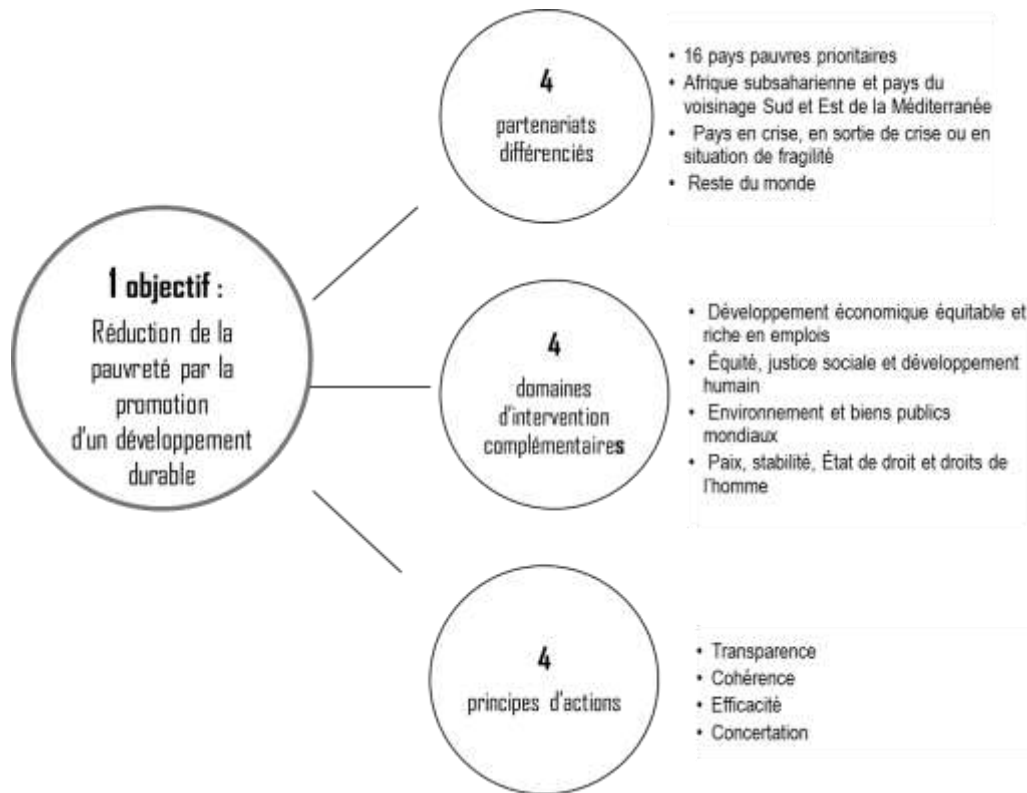 1 objectif :
Réduction de la
pauvreté par la
promotion
d'un développement
durable
4
partenariats
différenciés
• 16 pays pauvres prioritaires
• Afrique subsaharienne et pays du
voisinage Sud et Est de la Méditerranée
• Pays en crise, en sortie de crise ou en
situation de fragilité
• Reste du monde
4
domaines
d'intervention
complémentaires
• Développement économique équitable et
riche en emplois
• Équité, justice sociale et développement
humain
• Environnement et biens publics
mondiaux
• Paix, stabilité, État de droit et droits de
l'homme
4
principes d'actions
• Transparence
• Cohérence
• Efficacité
• Concertation